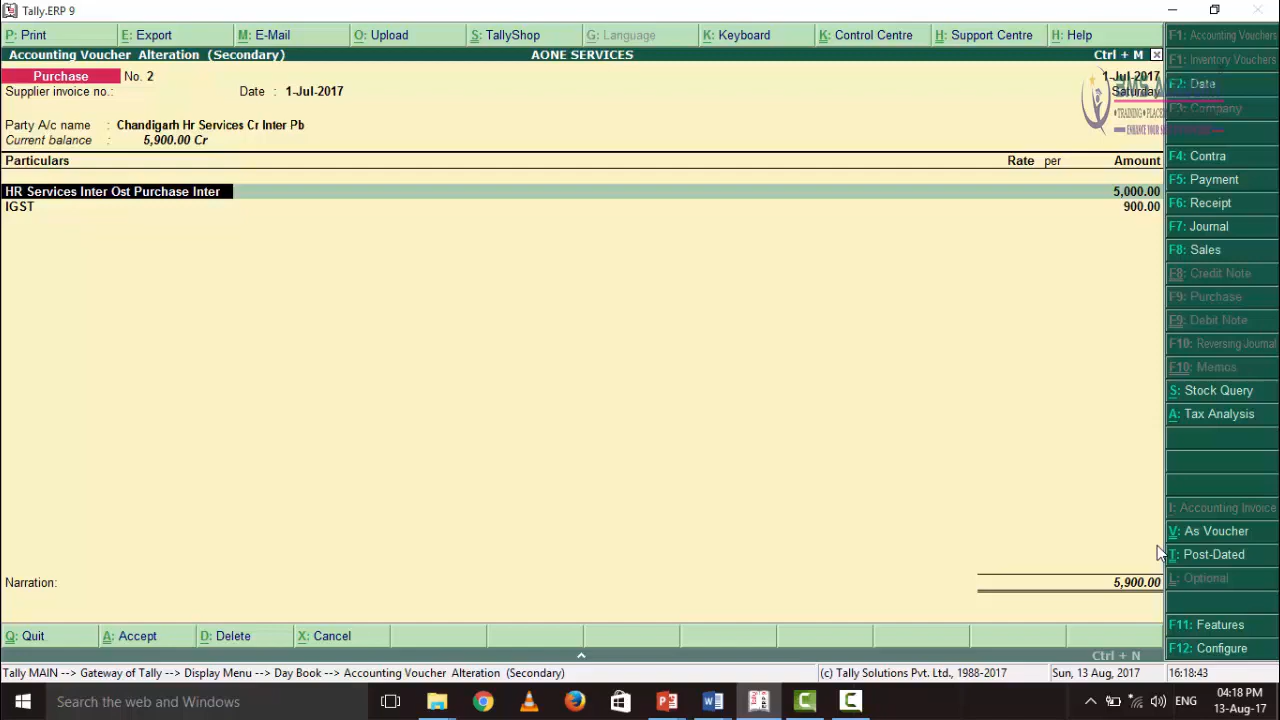 Tally.ERP 9
P: Print E: Export M: E-Mail O: Upload S: TallyShop G: Language K: Keyboard K: Control Centre H: Support Centre H: Help
Accounting Voucher Alteration (Secondary) AONE SERVICES Ctrl + M
Purchase No. 2 1-Jul-2017
Supplier invoice no.: Date : 1-Jul-2017 Saturday
Party A/c name : Chandigarh Hr Services Cr Inter Pb
Current balance : 5,900.00 Cr
Particulars Rate per Amount
HR Services Inter Ost Purchase Inter 5,000.00
IGST 900.00
Narration: 5,900.00
Q: Quit A: Accept D: Delete X: Cancel
Ctrl + N
F1: Accounting Vouchers
F1: Inventory Vouchers
F2: Date
F3: Company
F4: Contra
F5: Payment
F6: Receipt
F7: Journal
F8: Sales
F8: Credit Note
F9: Purchase
F9: Debit Note
F10: Reversing Journal
F10: Memos
S: Stock Query
A: Tax Analysis
I: Accounting Invoice
V: As Voucher
T: Post-Dated
L: Optional
F11: Features
F12: Configure
Tally MAIN --> Gateway of Tally --> Display Menu --> Day Book --> Accounting Voucher Alteration (Secondary) (c) Tally Solutions Pvt. Ltd., 1988-2017 Sun, 13 Aug, 2017 16:18:43
Search the web and Windows ENG 04:18 PM
13-Aug-17